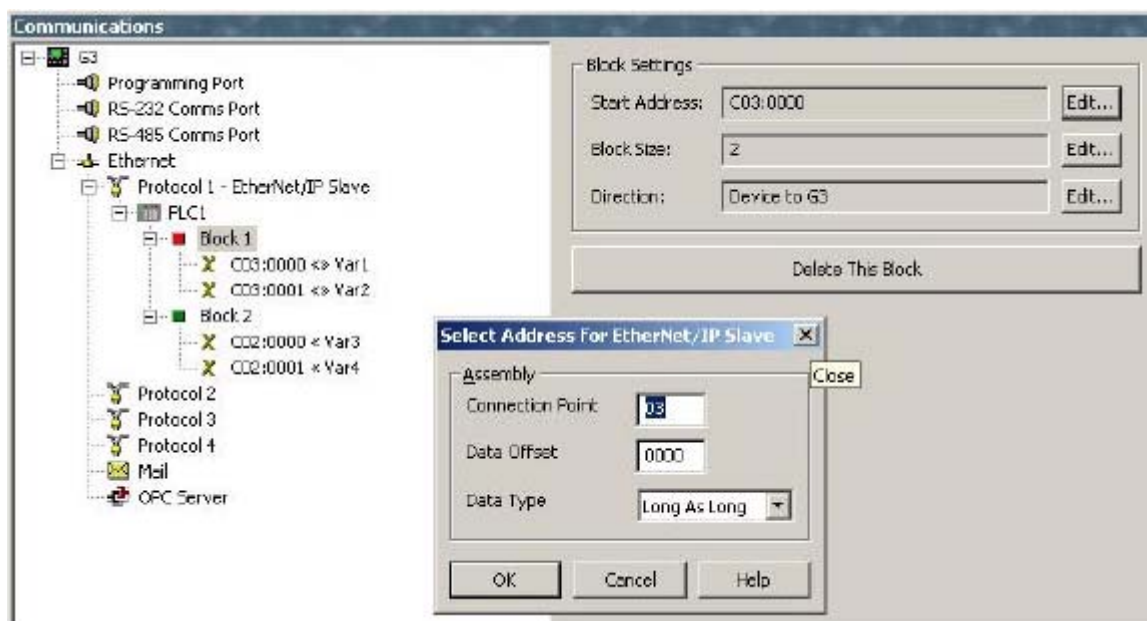 Communications
G3
Programming Port
RS-232 Comms Port
RS-485 Comms Port
Ethernet
Protocol 1 - EtherNet/IP Slave
PLC1
Block 1
C03:0000 <> Var1
C03:0001 <> Var2
Block 2
C02:0000 < Var3
C02:0001 < Var4
Protocol 2
Protocol 3
Protocol 4
Mail
OPC Server
Block Settings
Start Address: C03:0000 Edit...
Block Size: 2 Edit...
Direction: Device to G3 Edit...
Delete This Block
Select Address For EtherNet/IP Slave
Close
Assembly
Connection Point 03
Data Offset 0000
Data Type Long As Long
OK Cancel Help